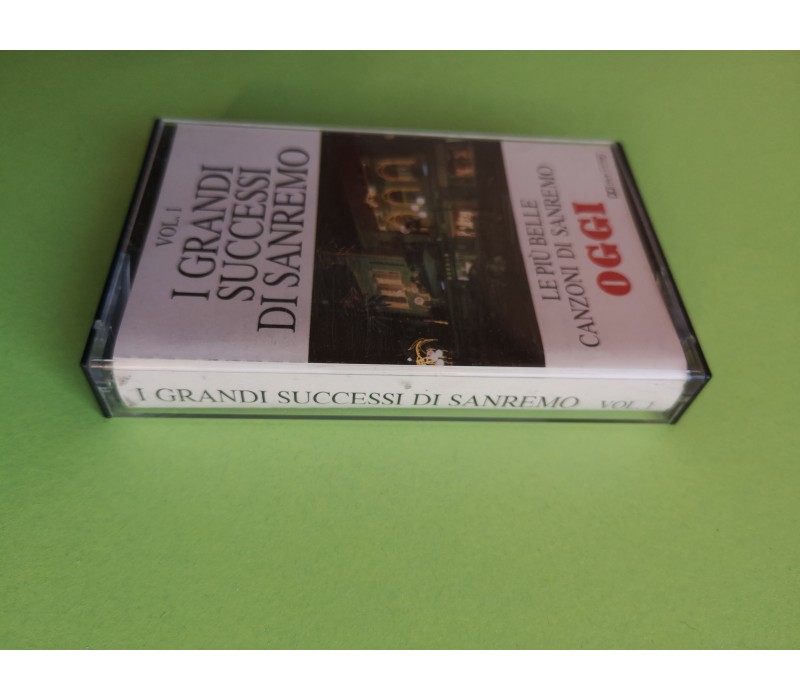 VOL. 1
I GRANDI
SUCCESSI
DI SANREMO
LE PIÙ BELLE
CANZONI DI SANREMO
OGGI
I GRANDI SUCCESSI DI SANREMO VOL. 1